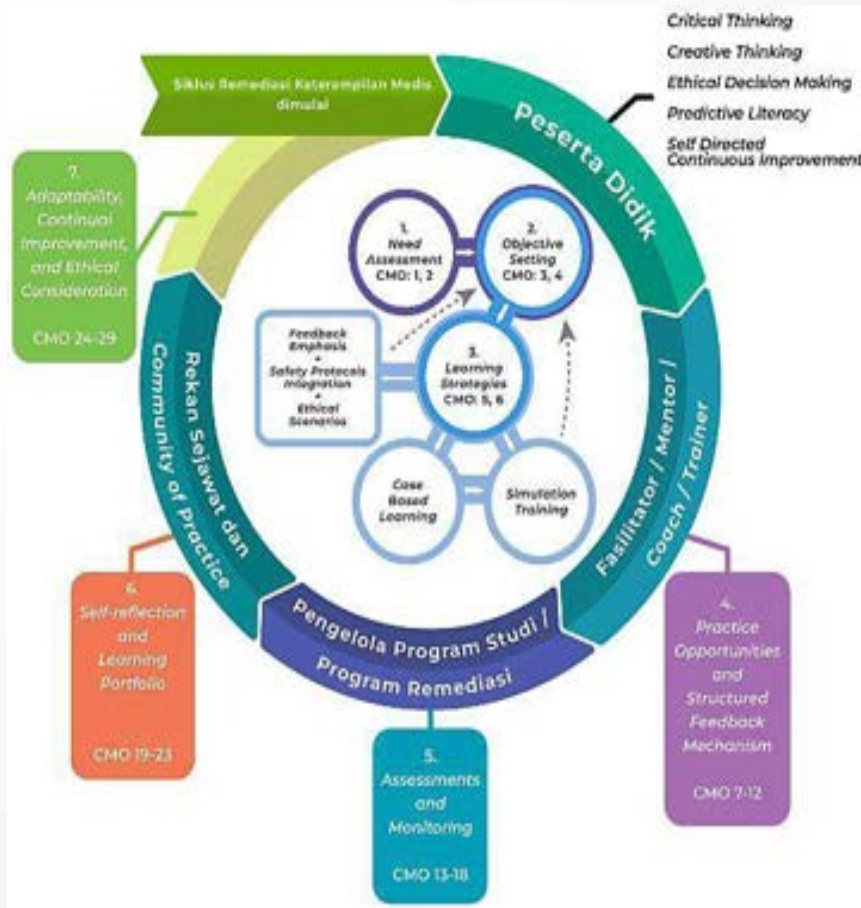 Critical Thinking
Creative Thinking
Ethical Decision Making
Predictive Literacy
Self Directed
Continuous Improvement
Siklus Remediasi Keterampilan Medis
dimulai
Peserta Didik
7.
Adaptability,
Continual
Improvement,
and Ethical
Consideration
CMO 24-29
1.
Need
Assessment
CMO: 1, 2
2.
Objective
Setting
CMO: 3, 4
Feedback
Emphasis
+
Safety Protocols
Integration
+
Ethical
Scenarios
3.
Learning
Strategies
CMO: 5, 6
Case
Based
Learning
Simulation
Training
Rekan Sejawat dan
Community of Practice
Fasilitator / Mentor /
Coach / Trainer
Pengelola Program Studi /
Program Remediasi
6.
Self-reflection
and
Learning
Portfolio
CMO 19-23
5.
Assessments
and
Monitoring
CMO 13-18
4.
Practice
Opportunities
and
Structured
Feedback
Mechanism
CMO 7-12